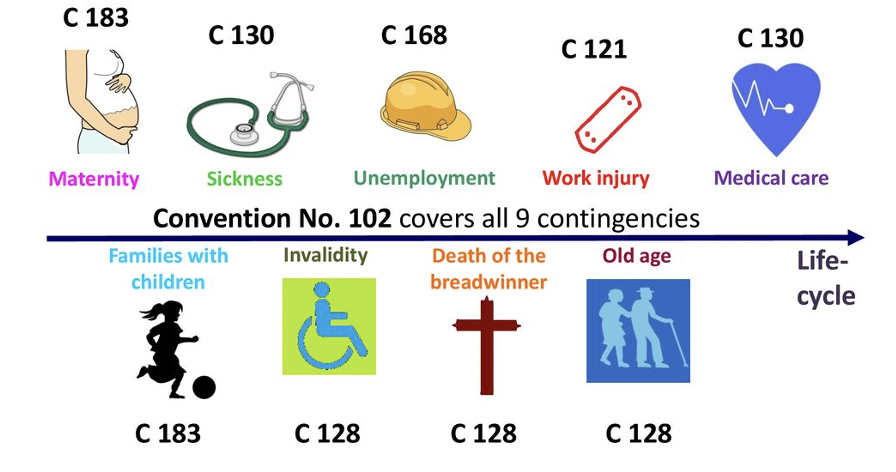 C 183
C 130
C 168
C 121
C 130
Maternity
Sickness
Unemployment
Work injury
Medical care
Convention No. 102 covers all 9 contingencies
Families with
children
Invalidity
Death of the
breadwinner
Old age
Life-
cycle
C 183
C 128
C 128
C 128